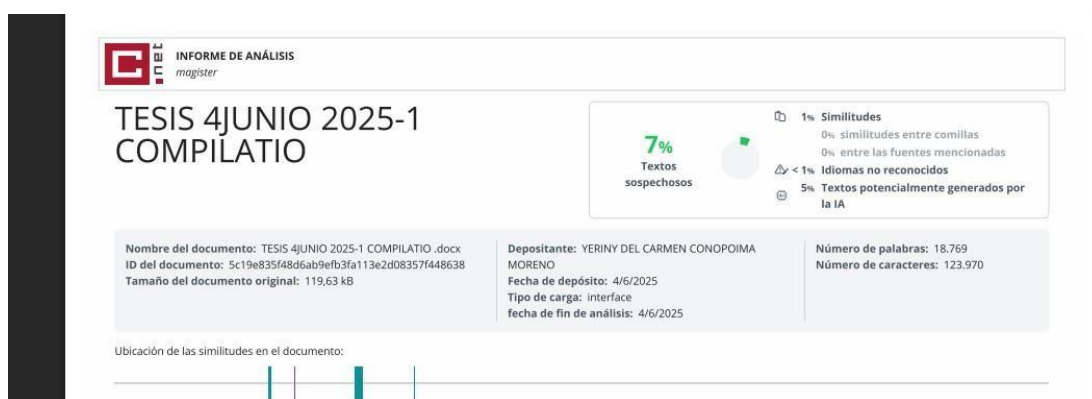 C .net
INFORME DE ANÁLISIS
magister
TESIS 4JUNIO 2025-1
COMPILATIO
7%
Textos
sospechosos
1% Similitudes
0% similitudes entre comillas
0% entre las fuentes mencionadas
< 1% Idiomas no reconocidos
5% Textos potencialmente generados por
la IA
Nombre del documento: TESIS 4JUNIO 2025-1 COMPILATIO .docx
ID del documento: 5c19e835f48d6ab9efb3fa113e2d08357f448638
Tamaño del documento original: 119,63 kB
Depositante: YERINY DEL CARMEN CONOPOIMA
MORENO
Fecha de depósito: 4/6/2025
Tipo de carga: interface
fecha de fin de análisis: 4/6/2025
Número de palabras: 18.769
Número de caracteres: 123.970
Ubicación de las similitudes en el documento: